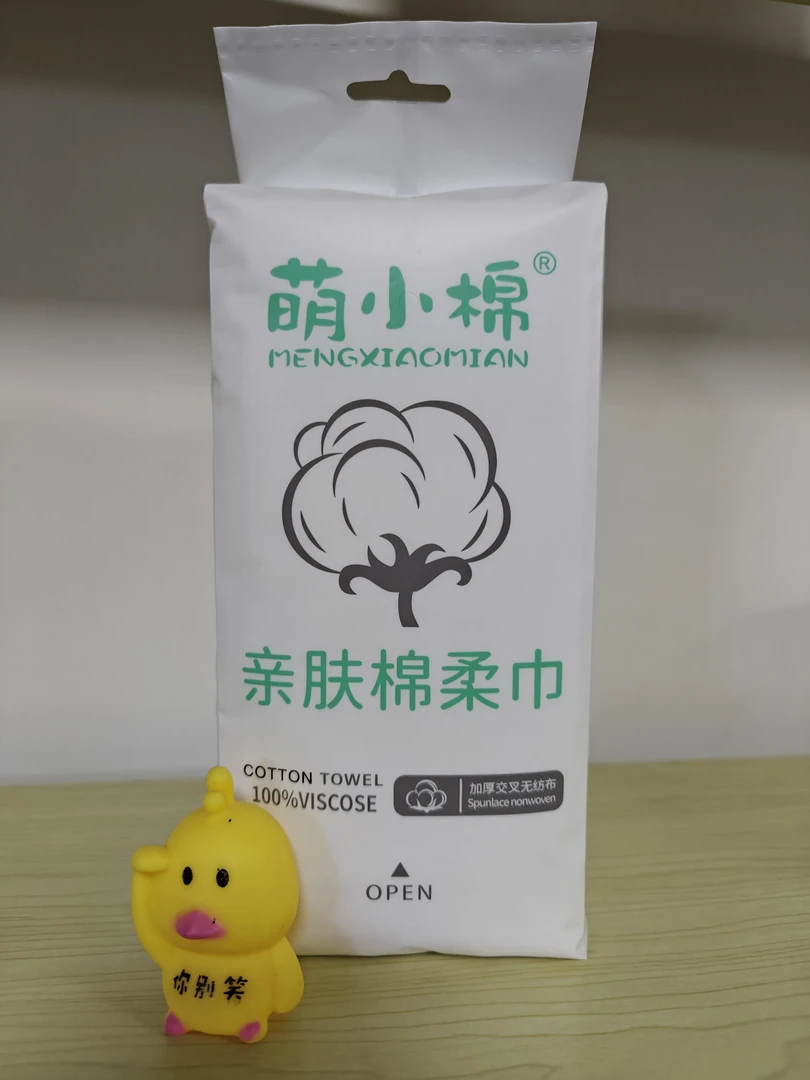 萌小棉®
MENGXIAOMIAN
亲肤棉柔巾
COTTON TOWEL
100%VISCOSE
加厚交叉无纺布
Spunlace nonwoven
OPEN
你别笑